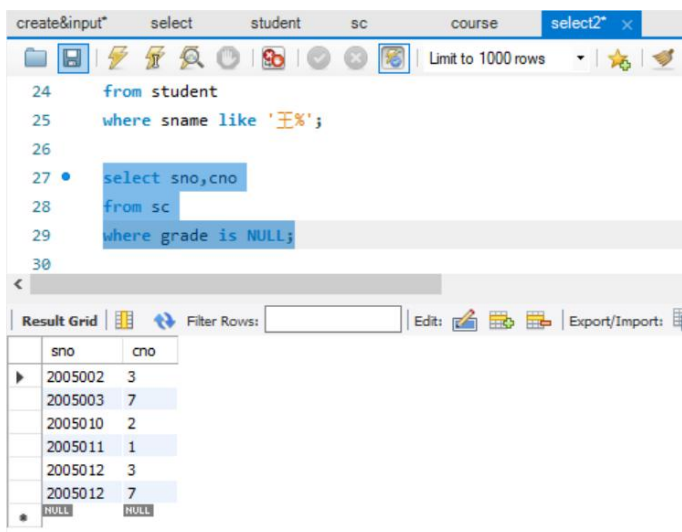 create&input* select student sc course select2* ×
Limit to 1000 rows
24 from student
25 where sname like '王%';
26
27 select sno,cno
28 from sc
29 where grade is NULL;
30
Result Grid Filter Rows: Edit: Export/Import:
sno cno
2005002 3
2005003 7
2005010 2
2005011 1
2005012 3
2005012 7
NULL NULL